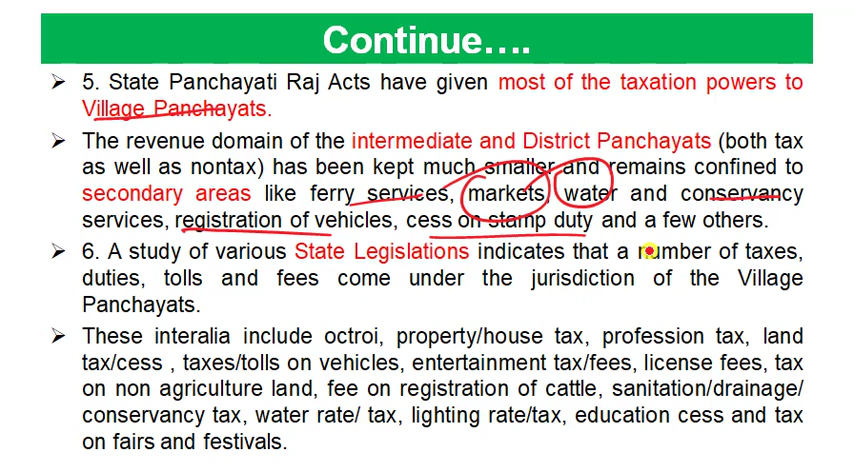 Continue....
➢ 5. State Panchayati Raj Acts have given most of the taxation powers to
Village Panchayats.
➢ The revenue domain of the intermediate and District Panchayats (both tax
as well as nontax) has been kept much smaller and remains confined to
secondary areas like ferry services, markets, water and conservancy
services, registration of vehicles, cess on stamp duty and a few others.
➢ 6. A study of various State Legislations indicates that a number of taxes,
duties, tolls and fees come under the jurisdiction of the Village
Panchayats.
➢ These interalia include octroi, property/house tax, profession tax, land
tax/cess , taxes/tolls on vehicles, entertainment tax/fees, license fees, tax
on non agriculture land, fee on registration of cattle, sanitation/drainage/
conservancy tax, water rate/ tax, lighting rate/tax, education cess and tax
on fairs and festivals.